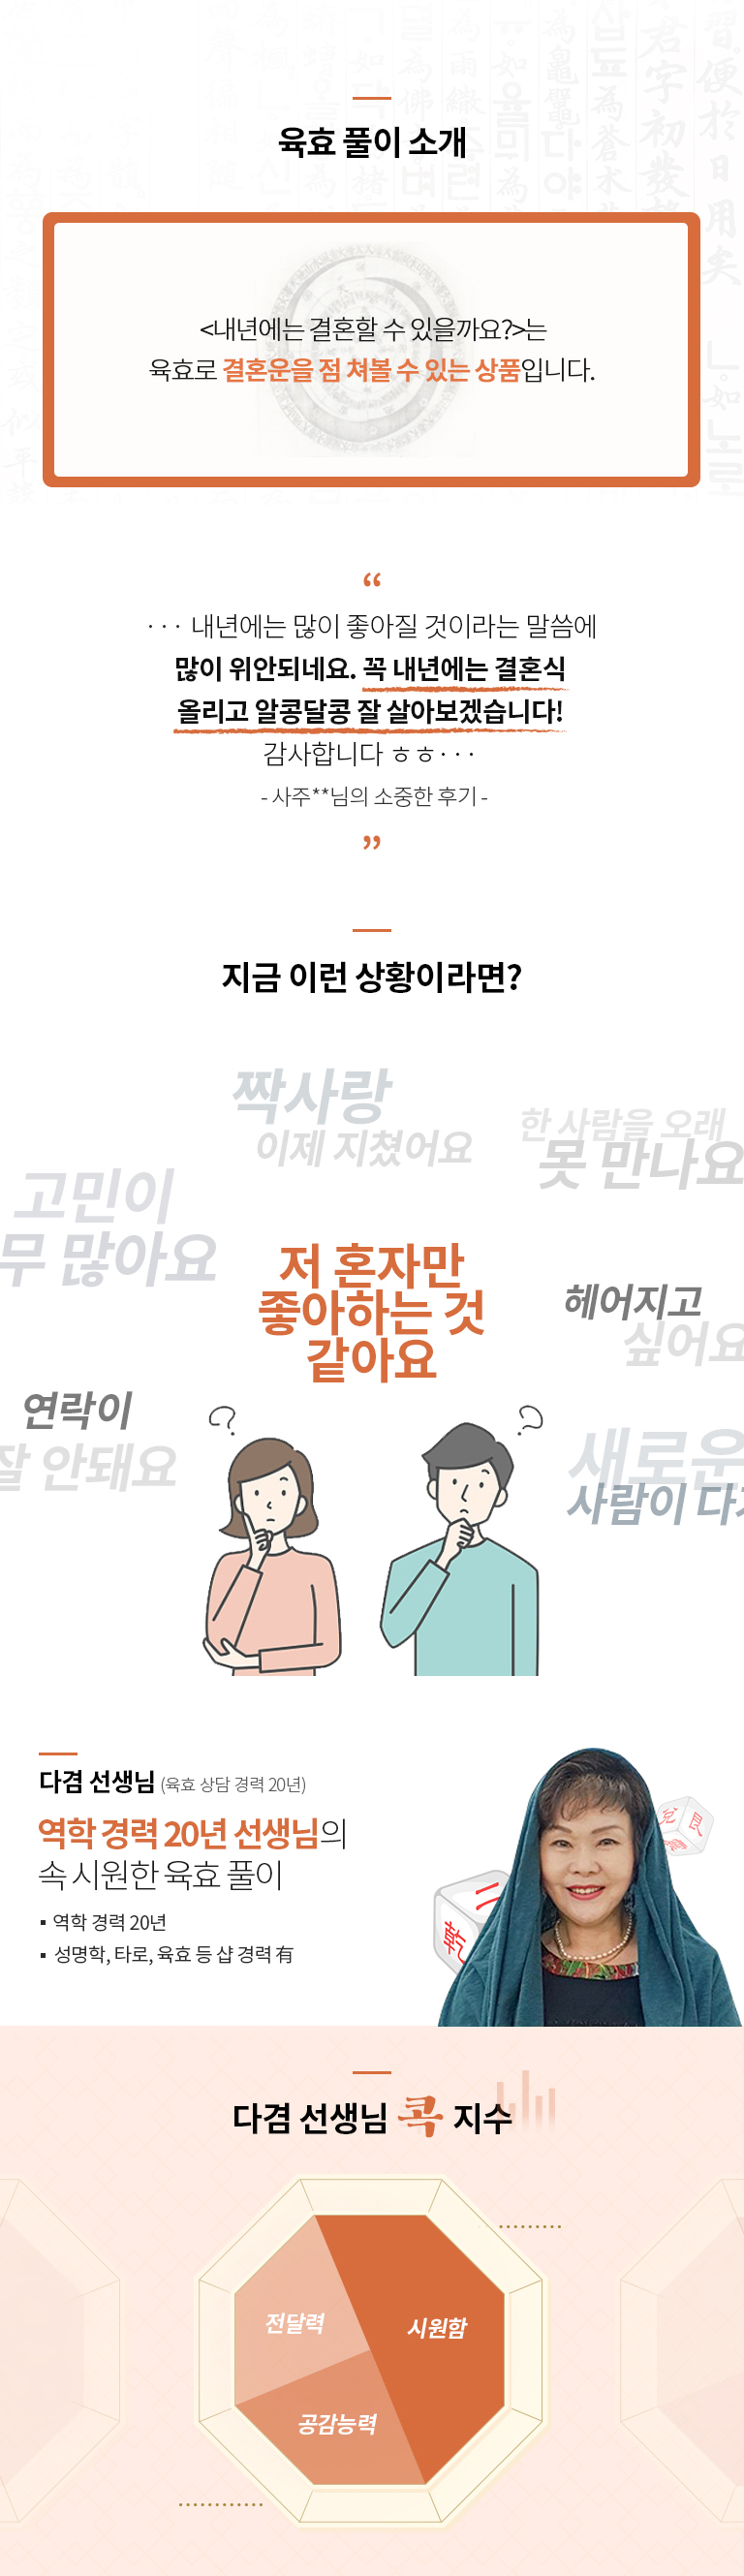 육효 풀이 소개
<내년에는 결혼할 수 있을까요?>는
육효로 결혼운을 점 쳐볼 수 있는 상품입니다.
“
··· 내년에는 많이 좋아질 것이라는 말씀에
많이 위안되네요. 꼭 내년에는 결혼식
올리고 알콩달콩 잘 살아보겠습니다!
감사합니다 ㅎㅎ···
- 사주**님의 소중한 후기 -
”
지금 이런 상황이라면?
짝사랑
이제 지쳤어요
한 사람을 오래
못 만나요
고민이
무 많아요
저 혼자만
좋아하는 것
같아요
헤어지고
싶어요
연락이
잘 안돼요
새로운
사람이 다가
다겸 선생님 (육효 상담 경력 20년)
역학 경력 20년 선생님의
속 시원한 육효 풀이
▪ 역학 경력 20년
▪ 성명학, 타로, 육효 등 샵 경력 有
兌 艮
乾
다겸 선생님 콕 지수
전달력
시원함
공감능력